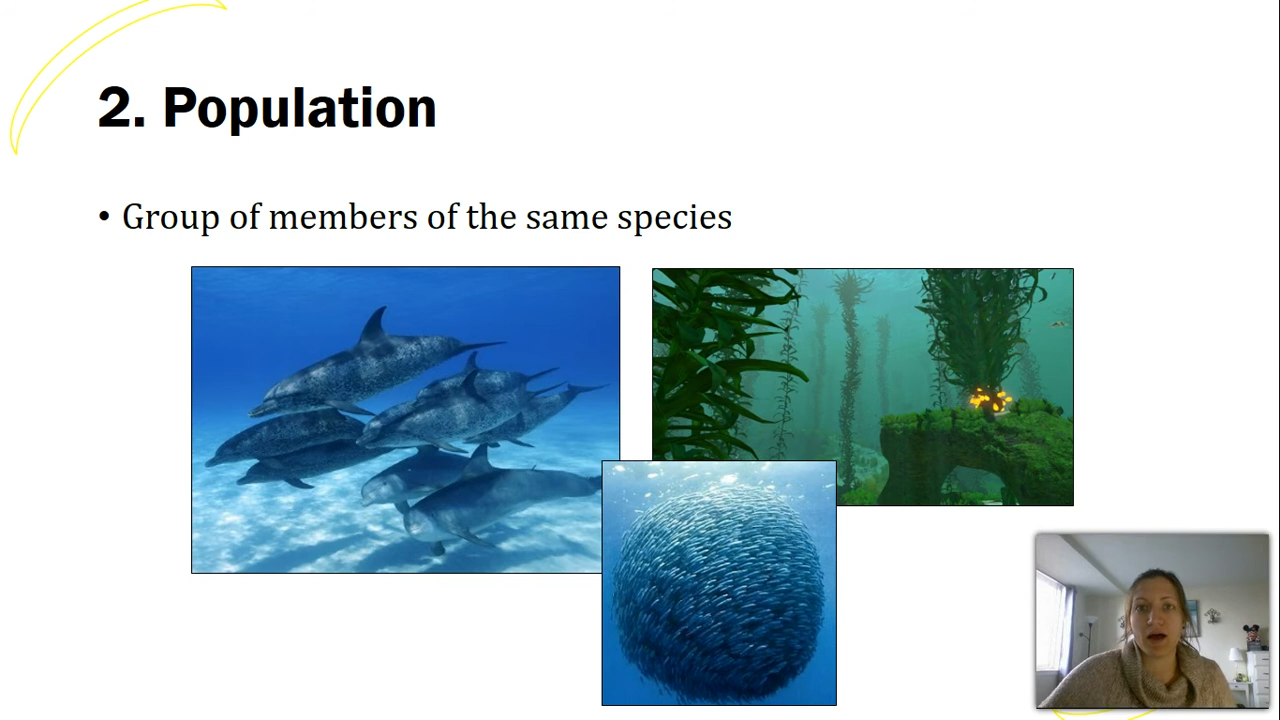 2. Population
• Group of members of the same species